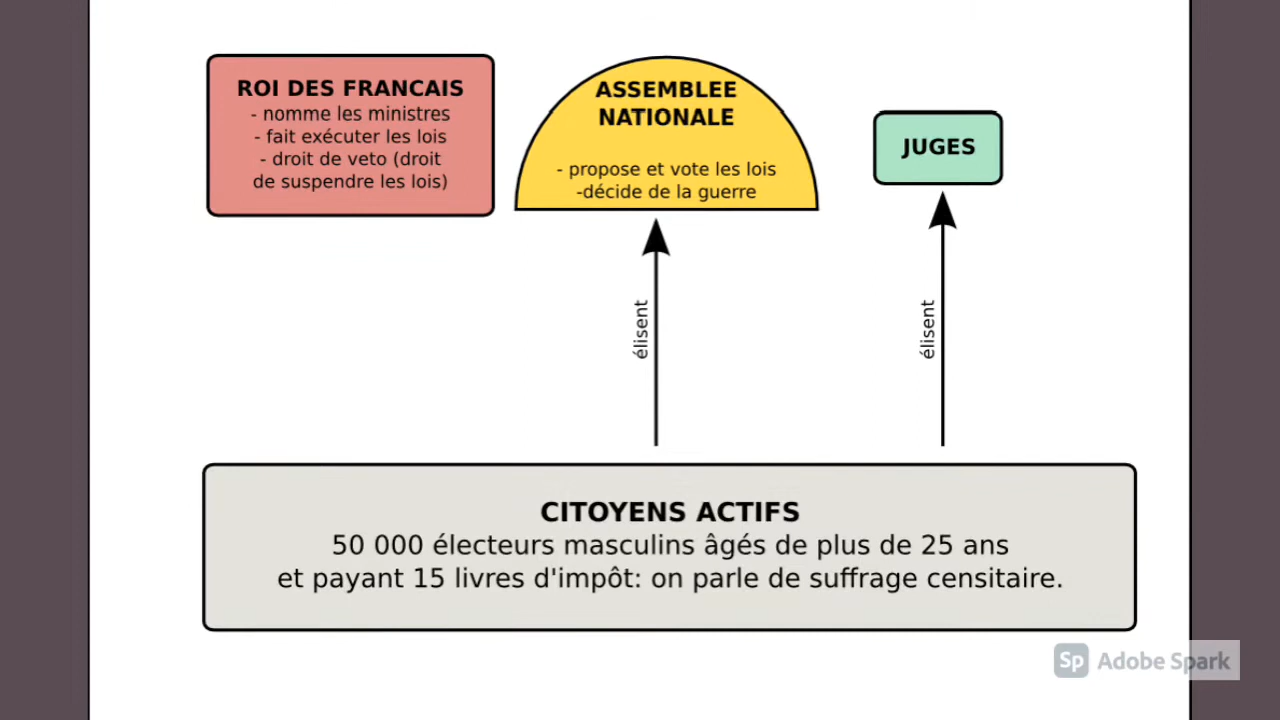 ROI DES FRANCAIS
- nomme les ministres
- fait exécuter les lois
- droit de veto (droit
de suspendre les lois)
ASSEMBLEE
NATIONALE
- propose et vote les lois
-décide de la guerre
JUGES
élisent
élisent
CITOYENS ACTIFS
50 000 électeurs masculins âgés de plus de 25 ans
et payant 15 livres d'impôt: on parle de suffrage censitaire.
Sp Adobe Spark